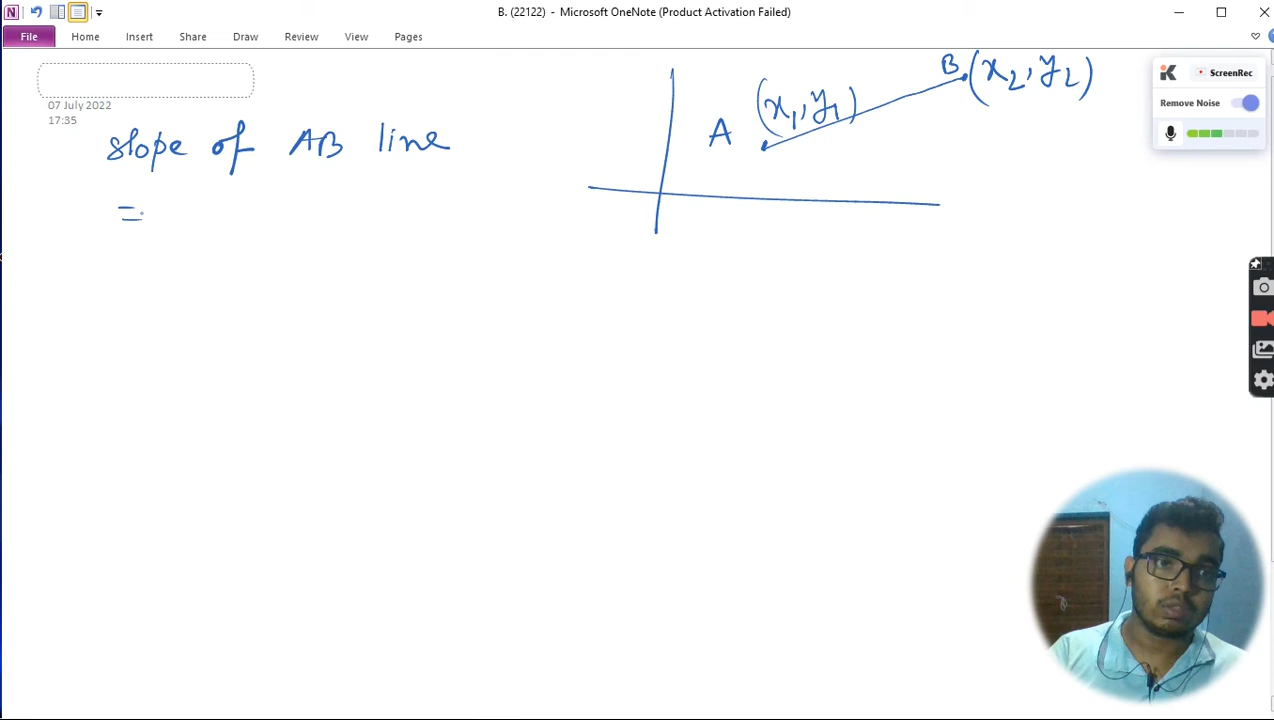 B. (22122) - Microsoft OneNote (Product Activation Failed)
File Home Insert Share Draw Review View Pages
ScreenRec
Remove Noise
07 July 2022
17:35
slope of AB line
=
A (x₁, y₁)
B (x₂, y₂)